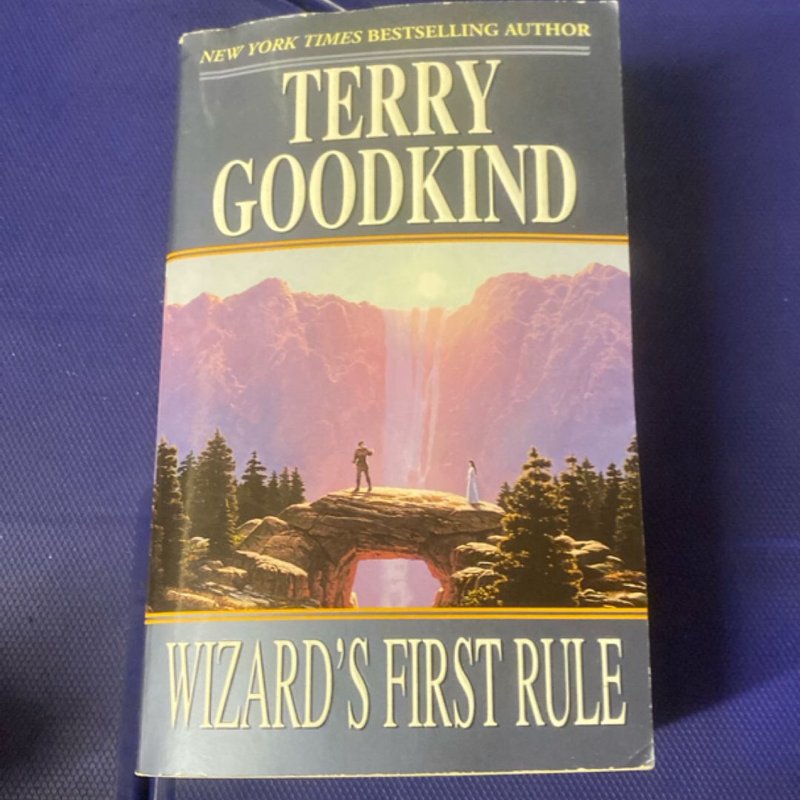 NEW YORK TIMES BESTSELLING AUTHOR
TERRY
GOODKIND
WIZARD'S FIRST RULE